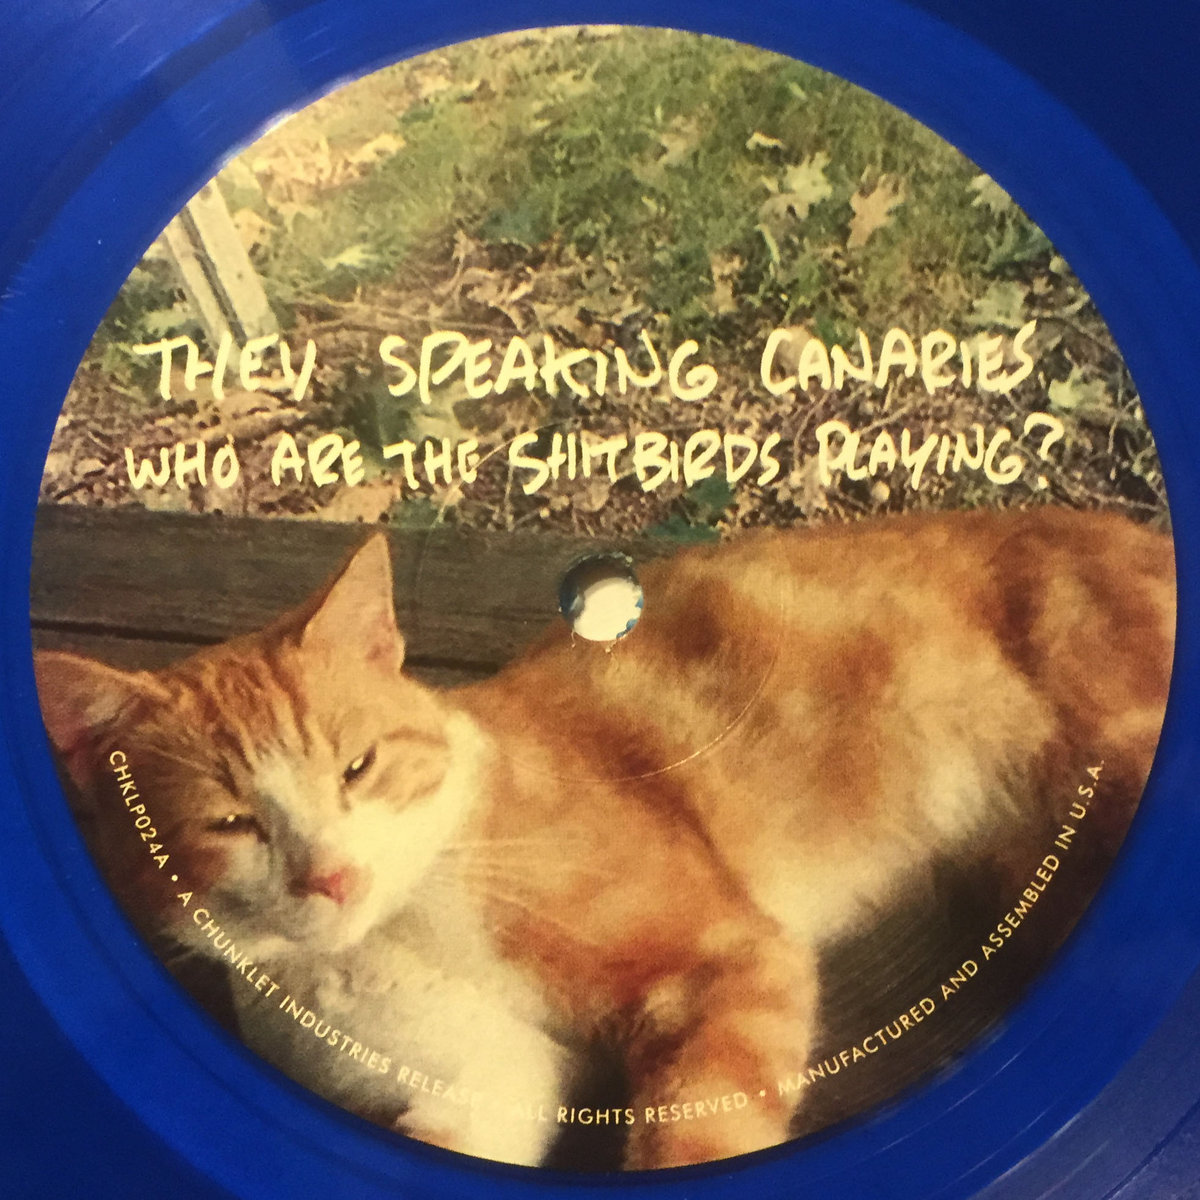 THEY SPEAKING CANARIES
WHO ARE THE SHITBIRDS PLAYING?
CHKLP024A • A CHUNKLET INDUSTRIES RELEASE • ALL RIGHTS RESERVED • MANUFACTURED AND ASSEMBLED IN U.S.A.